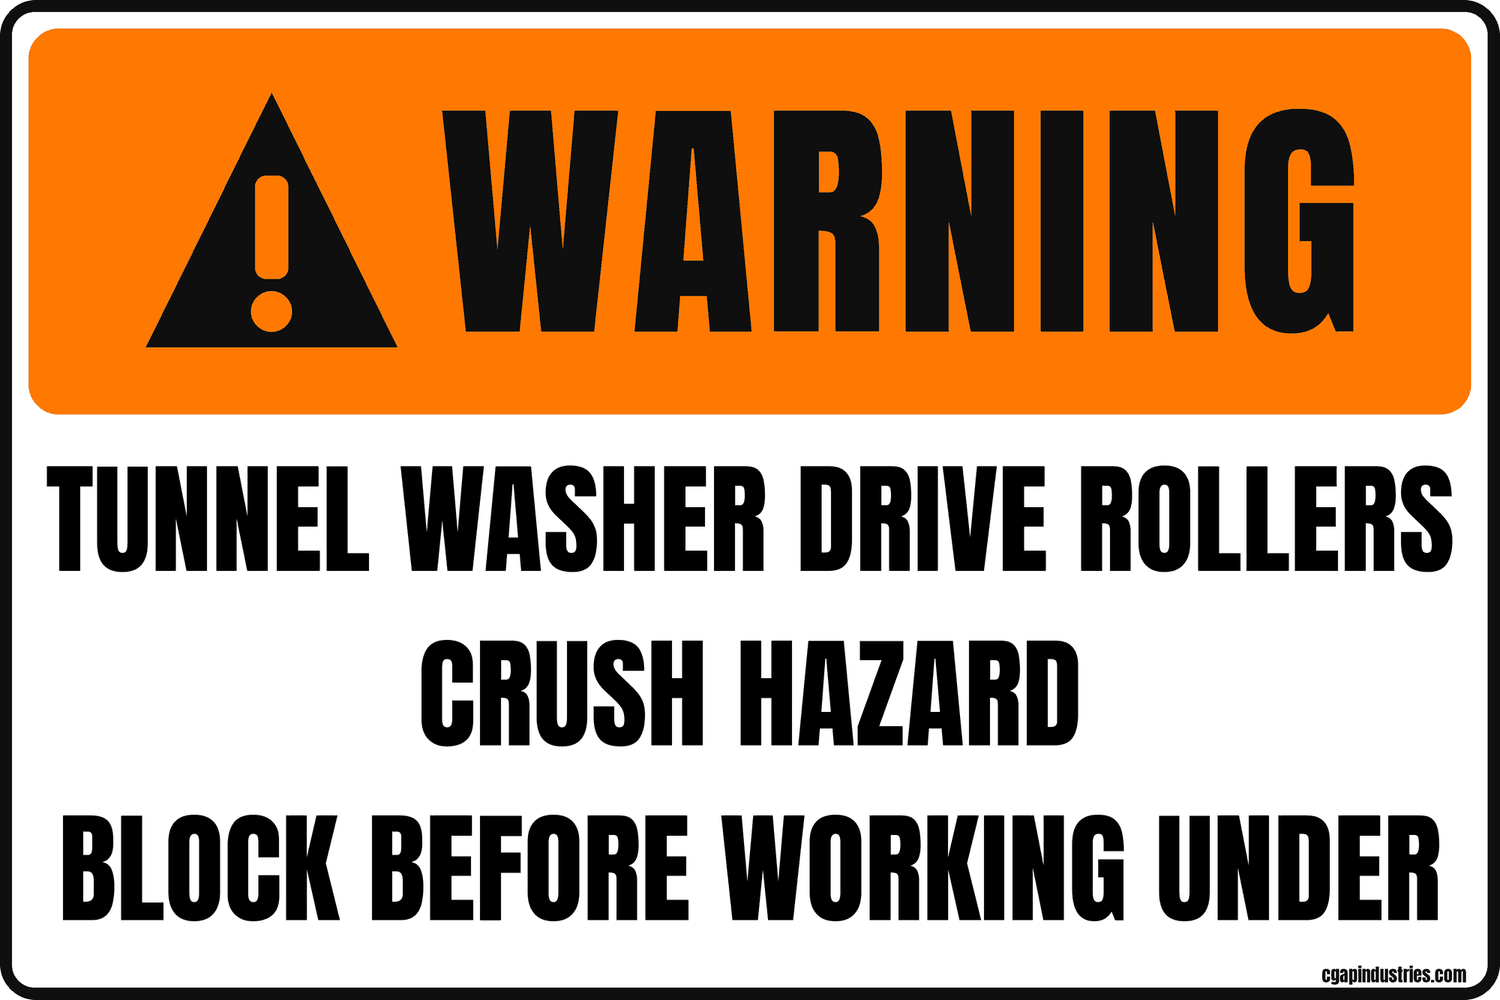 WARNING
TUNNEL WASHER DRIVE ROLLERS
CRUSH HAZARD
BLOCK BEFORE WORKING UNDER
cgapindustries.com